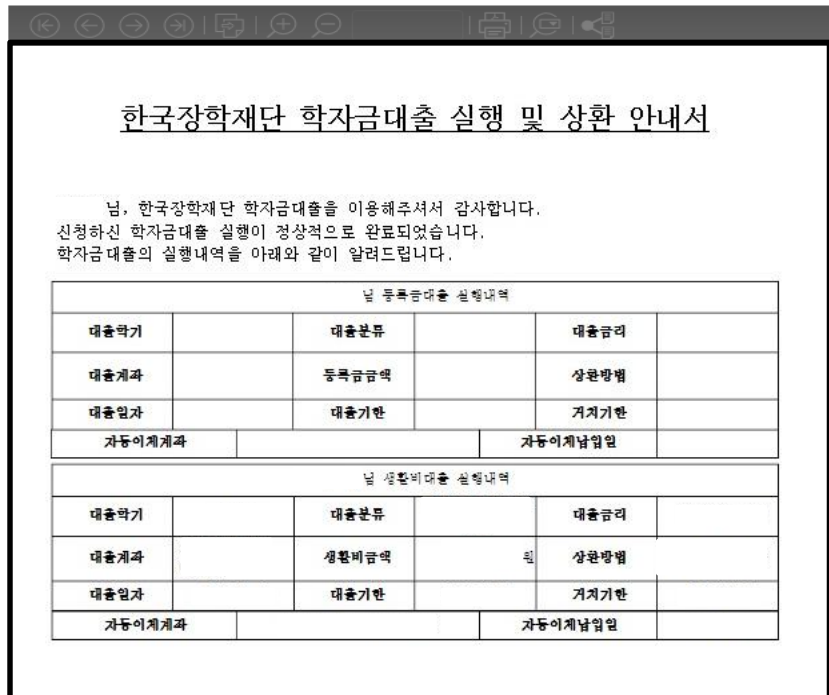 한국장학재단 학자금대출 실행 및 상환 안내서
님, 한국장학재단 학자금대출을 이용해주셔서 감사합니다.
신청하신 학자금대출 실행이 정상적으로 완료되었습니다.
학자금대출의 실행내역을 아래와 같이 알려드립니다.
님 등록금대출 실행내역
대출학기 대출분류 대출금리
대출계좌 등록금금액 상환방법
대출일자 대출기한 거치기한
자동이체계좌 자동이체납입일
님 생활비대출 실행내역
대출학기 대출분류 대출금리
대출계좌 생활비금액 원 상환방법
대출일자 대출기한 거치기한
자동이체계좌 자동이체납입일